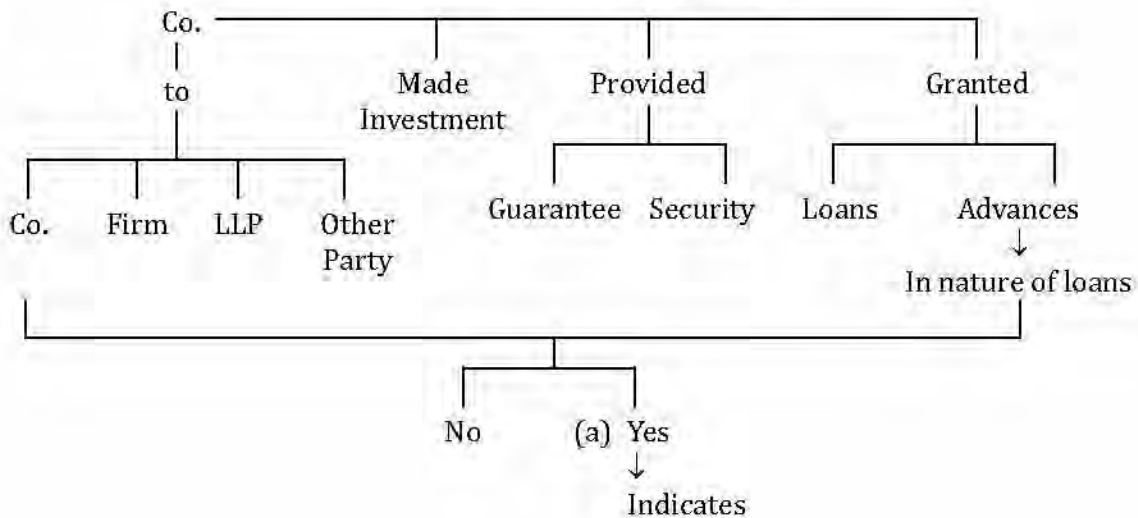 Co.
to
Made
Investment
Provided
Granted
Co.
Firm
LLP
Other
Party
Guarantee
Security
Loans
Advances
↓
In nature of loans
No
(a) Yes
↓
Indicates